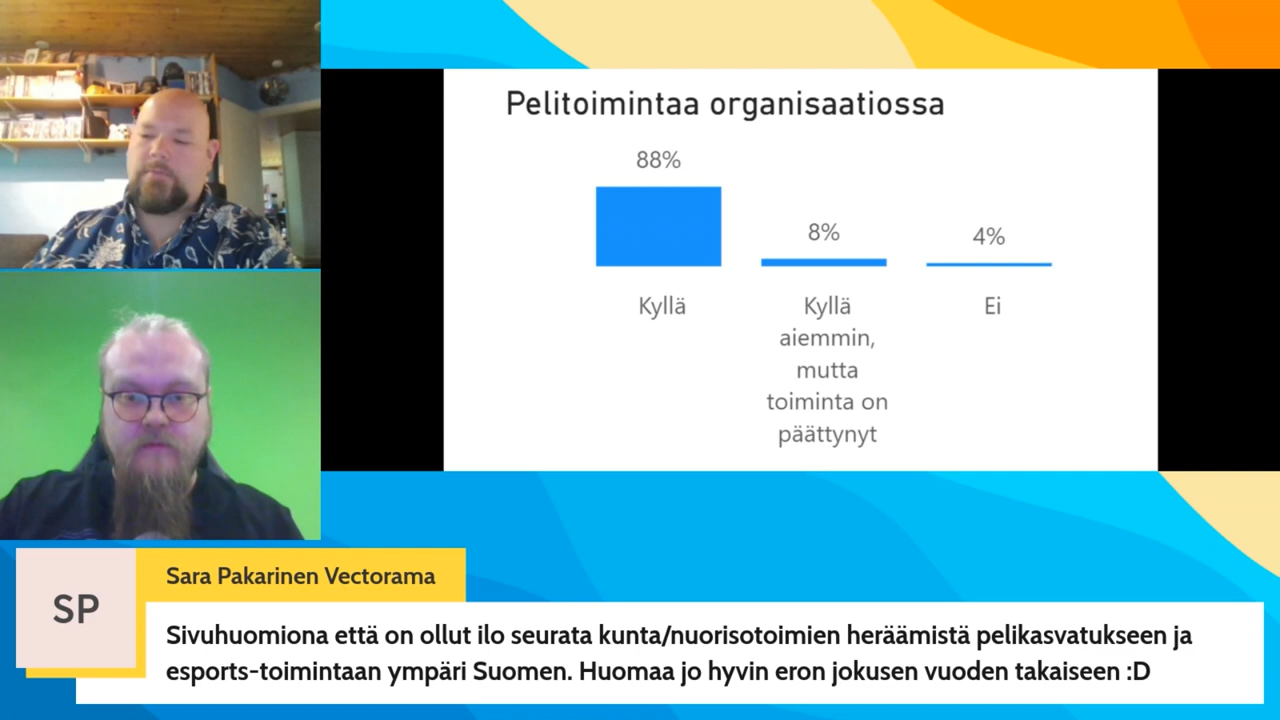 Pelitoimintaa organisaatiossa
88%
8%
4%
Kyllä
Kyllä
aiemmin,
mutta
toiminta on
päättynyt
Ei
SP
Sara Pakarinen Vectorama
Sivuhuomiona että on ollut ilo seurata kunta/nuorisotoimien heräämistä pelikasvatukseen ja
esports-toimintaan ympäri Suomen. Huomaa jo hyvin eron jokusen vuoden takaiseen :D